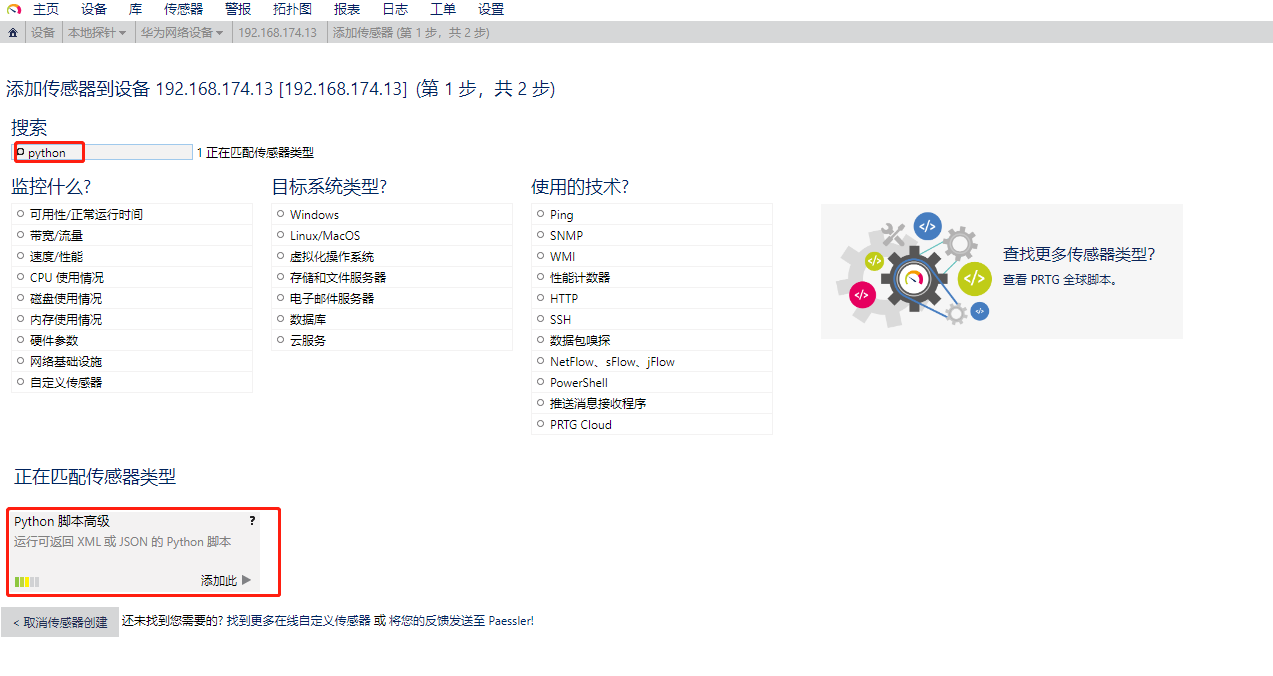 主页 设备 库 传感器 警报 拓扑图 报表 日志 工单 设置
设备 本地探针 华为网络设备 192.168.174.13 添加传感器 (第 1 步，共 2 步)
添加传感器到设备 192.168.174.13 [192.168.174.13] (第 1 步，共 2 步)
搜索
python 1 正在匹配传感器类型
监控什么?
可用性/正常运行时间
带宽/流量
速度/性能
CPU 使用情况
磁盘使用情况
内存使用情况
硬件参数
网络基础设施
自定义传感器
目标系统类型?
Windows
Linux/MacOS
虚拟化操作系统
存储和文件服务器
电子邮件服务器
数据库
云服务
使用的技术?
Ping
SNMP
WMI
性能计数器
HTTP
SSH
数据包嗅探
NetFlow、sFlow、jFlow
PowerShell
推送消息接收程序
PRTG Cloud
查找更多传感器类型?
查看 PRTG 全球脚本。
正在匹配传感器类型
Python 脚本高级 ?
运行可返回 XML 或 JSON 的 Python 脚本
添加此
< 取消传感器创建 还未找到您需要的? 找到更多在线自定义传感器 或 将您的反馈发送至 Paessler!